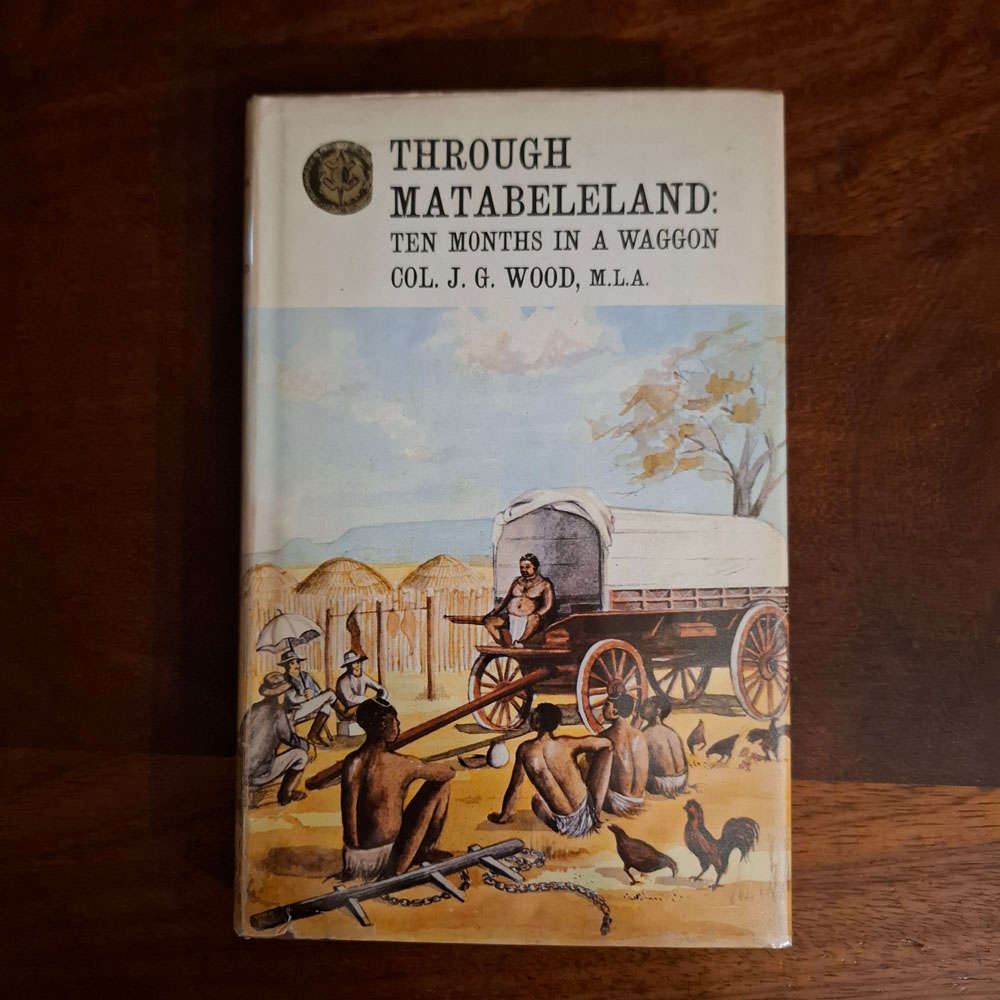 THROUGH
MATABELELAND:
TEN MONTHS IN A WAGGON
COL. J. G. WOOD, M.L.A.